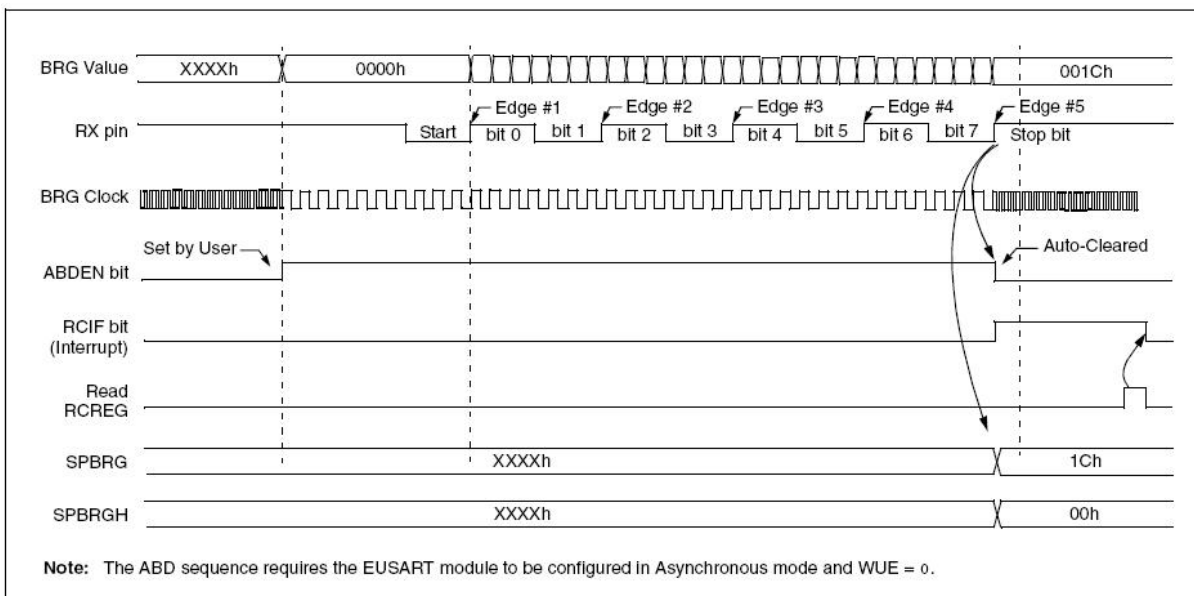 BRG Value XXXXh 0000h 001Ch
Edge #1 Edge #2 Edge #3 Edge #4 Edge #5
RX pin Start bit 0 bit 1 bit 2 bit 3 bit 4 bit 5 bit 6 bit 7 Stop bit
BRG Clock
Set by User Auto-Cleared
ABDEN bit
RCIF bit
(Interrupt)
Read
RCREG
SPBRG XXXXh 1Ch
SPBRGH XXXXh 00h
Note: The ABD sequence requires the EUSART module to be configured in Asynchronous mode and WUE = 0.